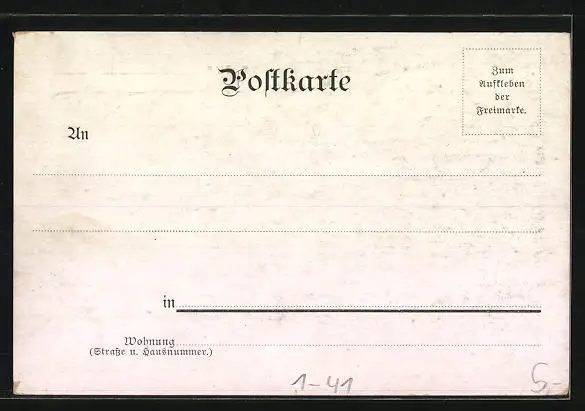 Postkarte
Zum
Aufkleben
der
Freimarke.
An
in
Wohnung
(Straße u. Hausnummer.)
1-41
5,-